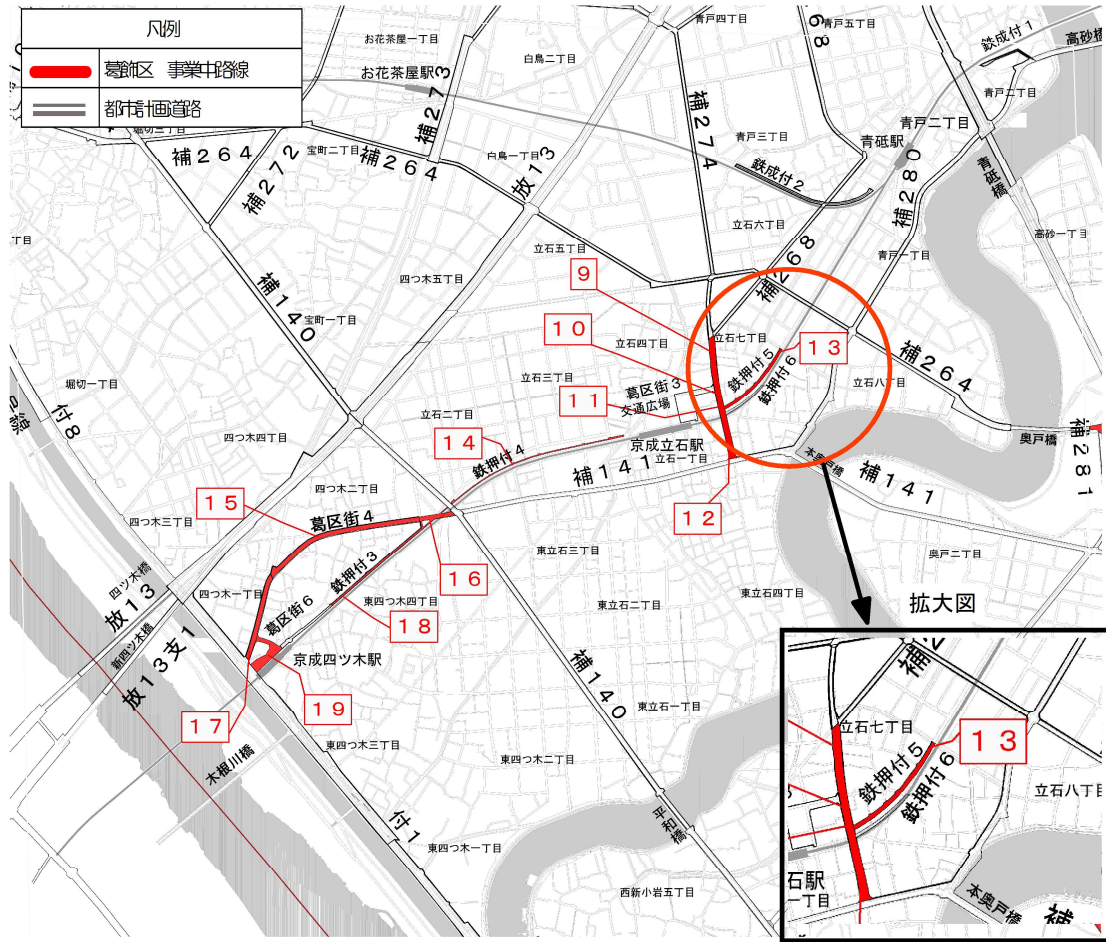 凡例
葛飾区 事業中路線
都市計画道路
青戸四丁目
青戸五丁目
鉄成付1
高砂橋
お花茶屋一丁目
白鳥二丁目
お花茶屋駅
補273
補274
青戸三丁目
青砥駅
青戸二丁目
青戸二丁目
堀切三丁目
補264
補272
宝町二丁目
補264
白鳥一丁目
放13
鉄成付2
補280
青砥橋
高砂一丁目
丁目
立石五丁目
立石六丁目
補268
青戸一丁目
四つ木五丁目
補140
宝町一丁目
9
10
立石四丁目
立石七丁目
13
鉄押付5
鉄押付6
補264
立石八丁目
堀切一丁目
立石三丁目
葛区街3
交通広場
11
立石二丁目
付8
四つ木四丁目
14
鉄押付4
京成立石駅
立石一丁目
補141
奥戸橋
補281
本奥戸橋
補141
15
四つ木二丁目
葛区街4
四つ木三丁目
12
16
東立石三丁目
奥戸二丁目
四ツ木橋
放13
新四ツ木橋
放13支1
四つ木一丁目
鉄押付3
葛区街6
東四つ木四丁目
18
東立石二丁目
東立石四丁目
拡大図
京成四ツ木駅
17
19
補140
東立石一丁目
木根川橋
東四つ木三丁目
東四つ木二丁目
付1
平和橋
東四つ木一丁目
西新小岩五丁目
立石七丁目
13
鉄押付5
鉄押付6
立石八丁目
石駅
一丁目
本奥戸橋
補